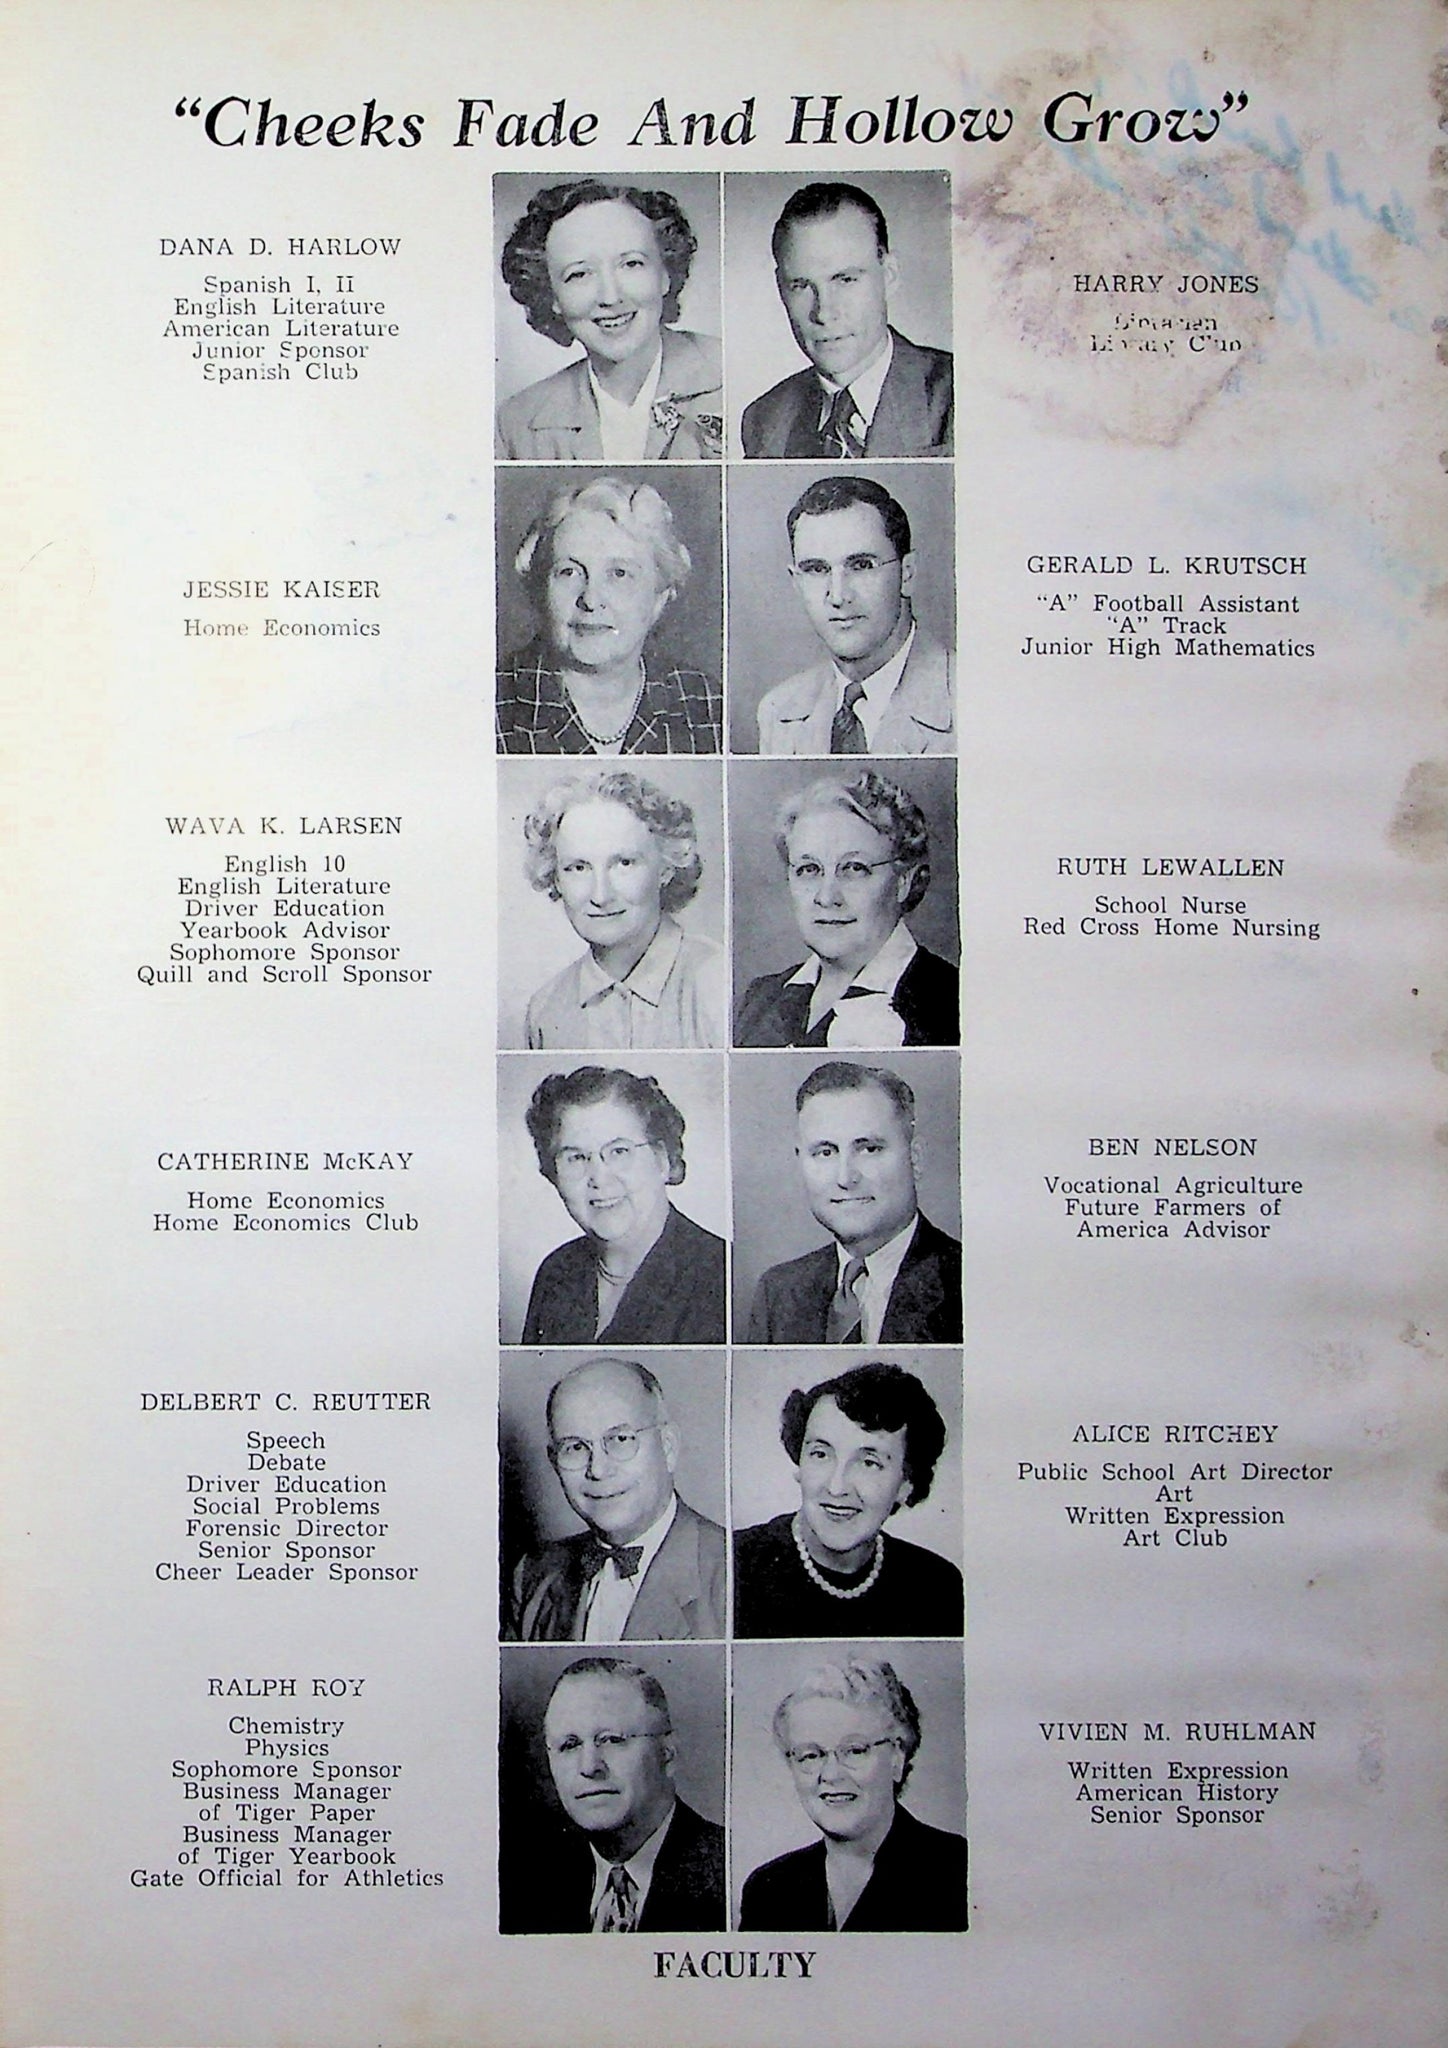 “Cheeks Fade And Hollow Grow”
DANA D. HARLOW
Spanish I, II
English Literature
American Literature
Junior Sponsor
Spanish Club
HARRY JONES
Librarian
Library Club
JESSIE KAISER
Home Economics
GERALD L. KRUTSCH
“A” Football Assistant
“A” Track
Junior High Mathematics
WAVA K. LARSEN
English 10
English Literature
Driver Education
Yearbook Advisor
Sophomore Sponsor
Quill and Scroll Sponsor
RUTH LEWALLEN
School Nurse
Red Cross Home Nursing
CATHERINE McKAY
Home Economics
Home Economics Club
BEN NELSON
Vocational Agriculture
Future Farmers of
America Advisor
DELBERT C. REUTTER
Speech
Debate
Driver Education
Social Problems
Forensic Director
Senior Sponsor
Cheer Leader Sponsor
ALICE RITCHEY
Public School Art Director
Art
Written Expression
Art Club
RALPH ROY
Chemistry
Physics
Sophomore Sponsor
Business Manager
of Tiger Paper
Business Manager
of Tiger Yearbook
Gate Official for Athletics
VIVIEN M. RUHLMAN
Written Expression
American History
Senior Sponsor
FACULTY